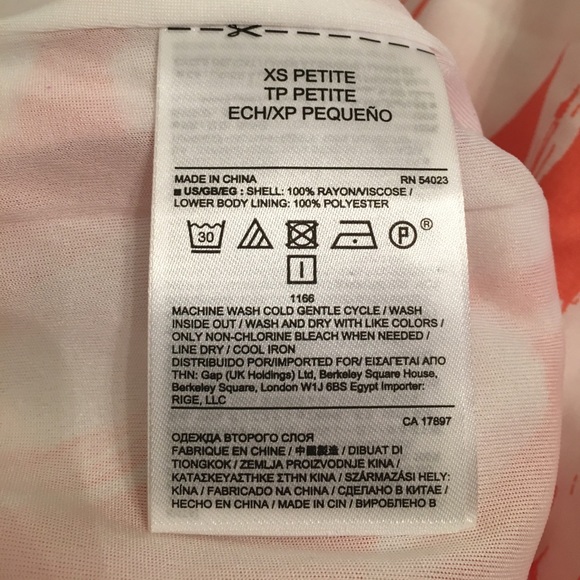 XS PETITE
TP PETITE
ECH/XP PEQUEÑO
MADE IN CHINA RN 54023
■ US/GB/EG : SHELL: 100% RAYON/VISCOSE /
LOWER BODY LINING: 100% POLYESTER
30 P ®
1166
MACHINE WASH COLD GENTLE CYCLE / WASH
INSIDE OUT / WASH AND DRY WITH LIKE COLORS /
ONLY NON-CHLORINE BLEACH WHEN NEEDED /
LINE DRY / COOL IRON
DISTRIBUIDO POR/IMPORTED FOR/ ΕΙΣΑΓΕΤΑΙ ΑΠΟ
ΤΗΝ: Gap (UK Holdings) Ltd, Berkeley Square House,
Berkeley Square, London W1J 6BS Egypt Importer:
RIGE, LLC
CA 17897
ОДЕЖДА ВТОРОГО СЛОЯ
FABRIQUE EN CHINE / 中國製造 / DIBUAT DI
TIONGKOK / ZEMLJA PROIZVODNJE KINA /
ΚΑΤΑΣΚΕΥΑΣΤΗΚΕ ΣΤΗΝ ΚΙΝΑ / SZÁRMAZÁSI HELY:
KÍNA / FABRICADO NA CHINA / СДЕЛАНО В КИТАЕ /
HECHO EN CHINA / MADE IN CIN / ВИРОБЛЕНО В